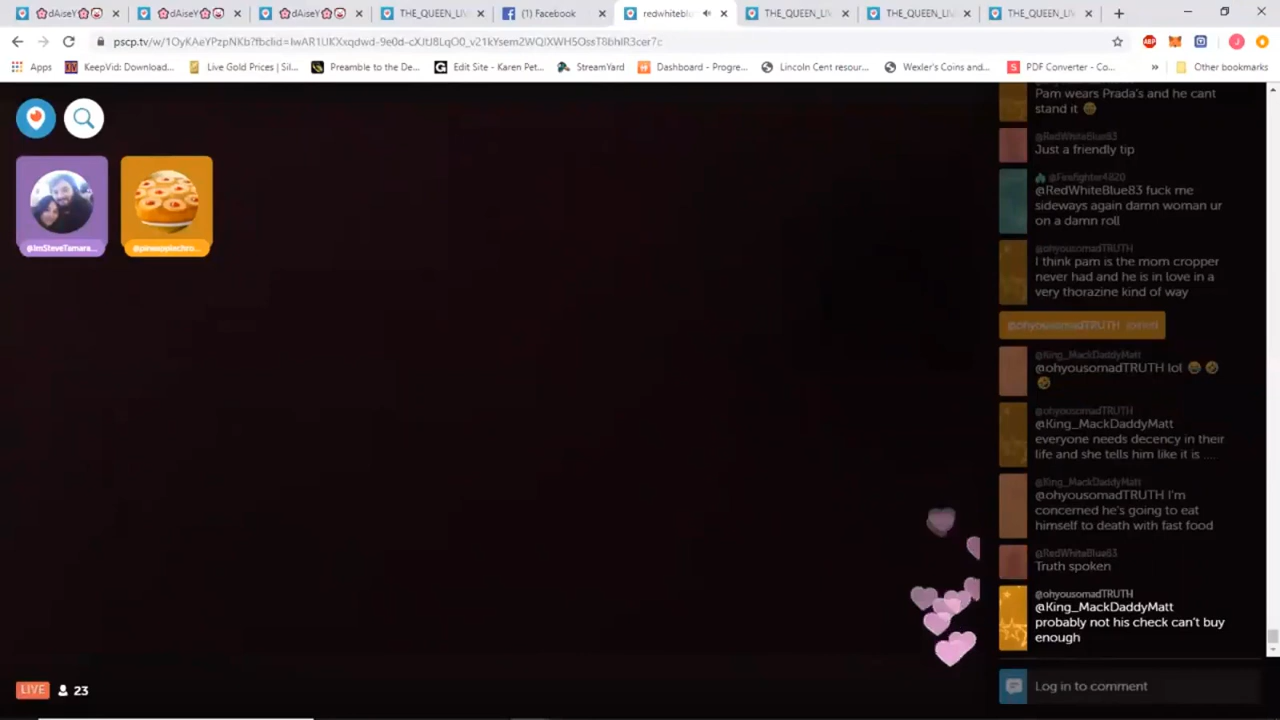 🌸dAiseY🌸🐷
🌸dAiseY🌸🐷
🌸dAiseY🌸🐷
THE_QUEEN_LIV
(1) Facebook
redwhiteblu
THE_QUEEN_LIV
THE_QUEEN_LIV
THE_QUEEN_LIV
Apps
KeepVid: Download...
Live Gold Prices | Sil...
Preamble to the De...
Edit Site - Karen Pet...
StreamYard
Dashboard - Progre...
Lincoln Cent resour...
Wexler's Coins and...
PDF Converter - Co...
»
Other bookmarks
@ImSteveTamara...
@pineapplechro...
Pam wears Prada's and he cant
stand it 😄
@RedWhiteBlue83
Just a friendly tip
@Firefighter4820
@RedWhiteBlue83 fuck me
sideways again damn woman ur
on a damn roll
@ohyousomadTRUTH
I think pam is the mom cropper
never had and he is in love in a
very thorazine kind of way
@ohyousomadTRUTH joined
@King_MackDaddyMatt
@ohyousomadTRUTH lol 😂 🤣
🤣
@ohyousomadTRUTH
@King_MackDaddyMatt
everyone needs decency in their
life and she tells him like it is ....
@King_MackDaddyMatt
@ohyousomadTRUTH I'm
concerned he's going to eat
himself to death with fast food
@RedWhiteBlue83
Truth spoken
@ohyousomadTRUTH
@King_MackDaddyMatt
probably not his check can't buy
enough
LIVE 23
Log in to comment